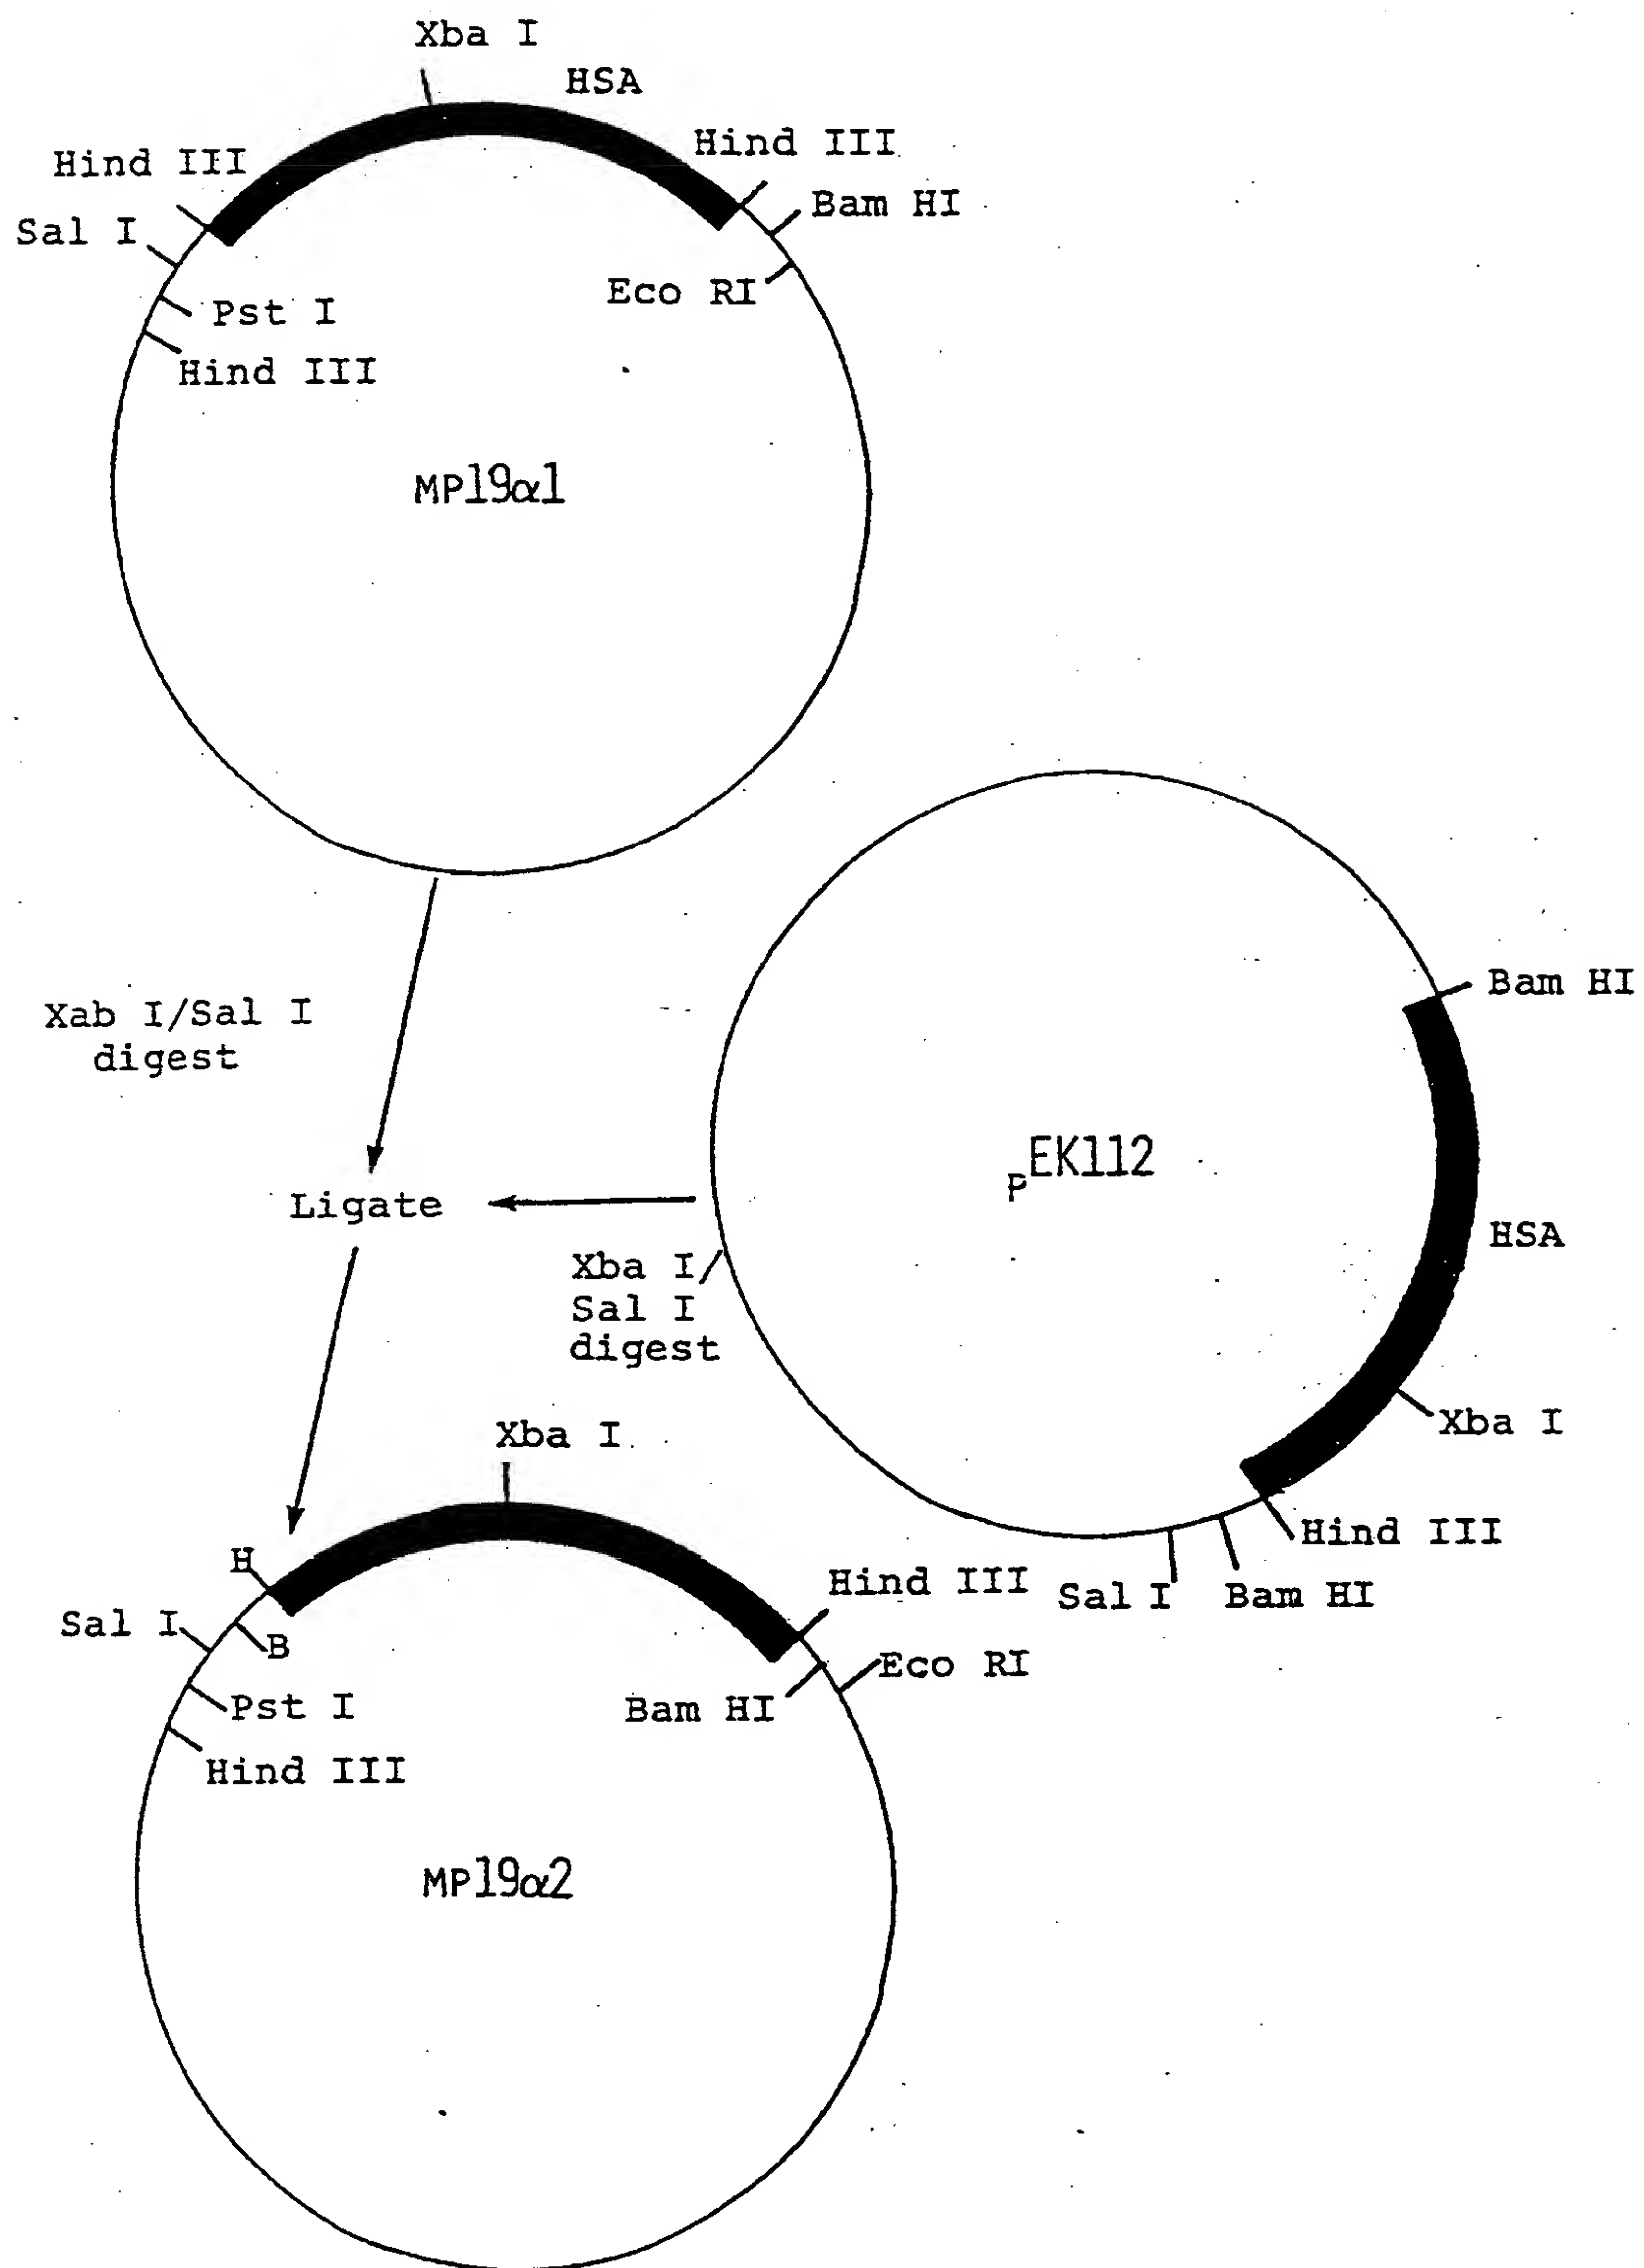 Xba I
HSA
Hind III
Hind III
Bam HI
Sal I
Eco RI
Pst I
Hind III
MP19α1
Bam HI
Xab I/Sal I
digest
pEK112
Ligate
HSA
Xba I
Sal I
digest
Xba I
Xba I
Hind III
H
Hind III
Sal I
Bam HI
Sal I
B
Eco RI
Pst I
Bam HI
Hind III
MP19α2